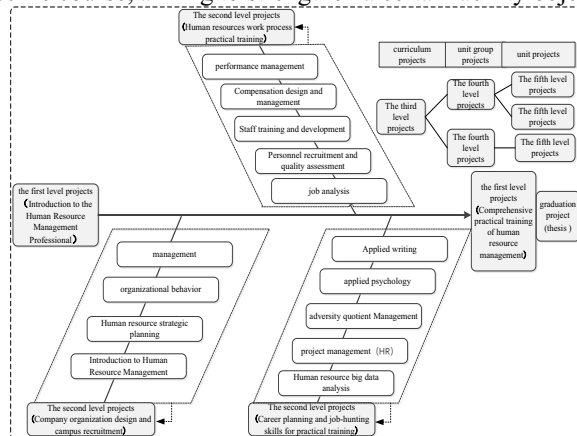 The second level projects
(Human resources work process
practical training)
performance management
Compensation design and
management
Staff training and development
Personnel recruitment and
quality assessment
job analysis
curriculum
projects
unit group
projects
unit projects
The third
level
projects
The fourth
level
projects
The fourth
level
projects
The fifth level
projects
The fifth level
projects
The fifth level
projects
the first level projects
(Introduction to the
Human Resource
Management
Professional)
the first level
projects
(Comprehensive
practical training
of human
resource
management)
graduation
project
(thesis)
management
organizational behavior
Human resource strategic
planning
Introduction to Human
Resource Management
The second level projects
(Company organization design and
campus recruitment)
Applied writing
applied psychology
adversity quotient Management
project management (HR)
Human resource big data
analysis
The second level projects
(Career planning and job-hunting
skills for practical training)